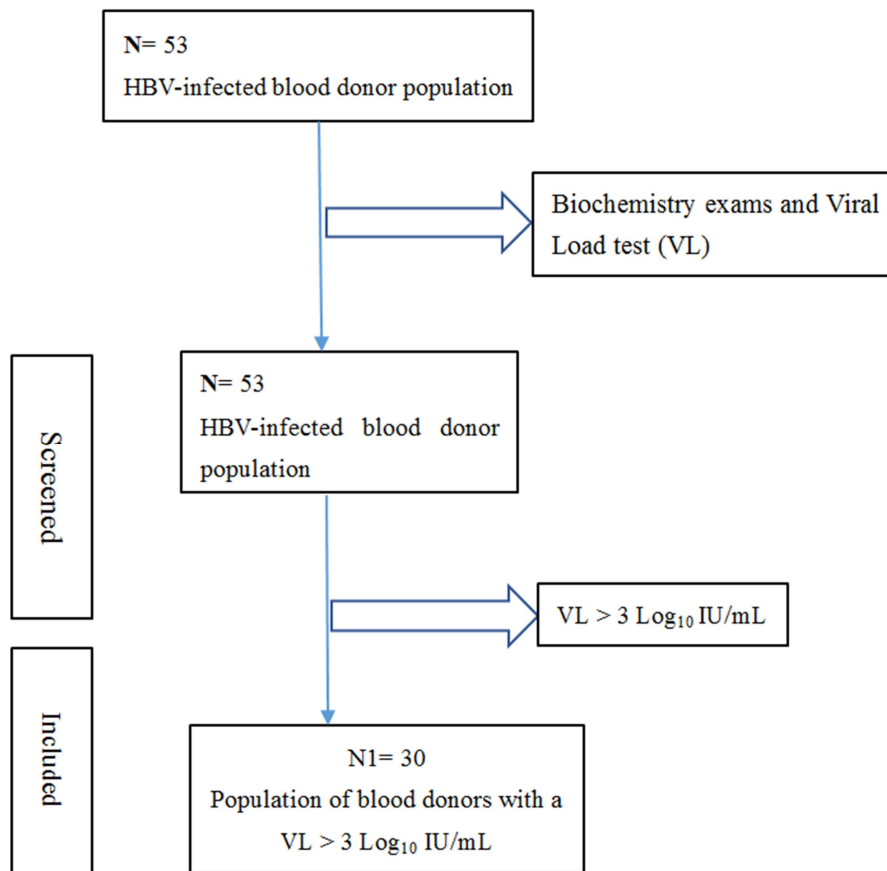 N= 53
HBV-infected blood donor population
Biochemistry exams and Viral
Load test (VL)
Screened
N= 53
HBV-infected blood donor
population
VL > 3 Log₁₀ IU/mL
Included
N1= 30
Population of blood donors with a
VL > 3 Log₁₀ IU/mL